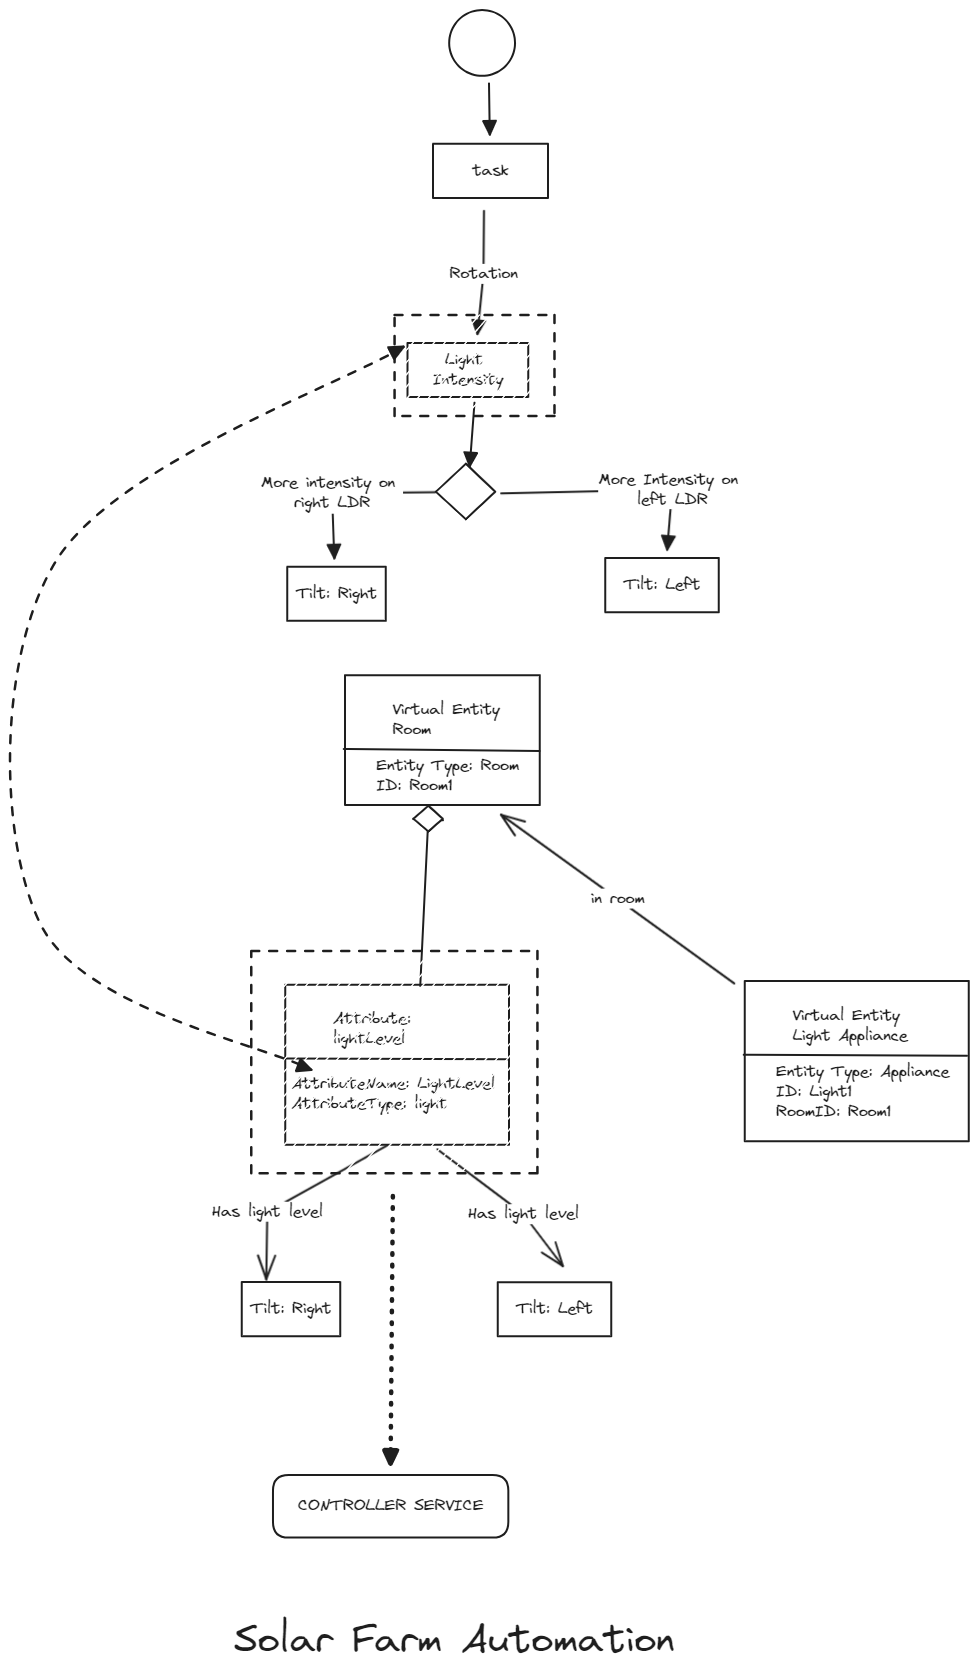 task
Rotation
Light
Intensity
More intensity on
right LDR
More Intensity on
left LDR
Tilt: Right
Tilt: Left
Virtual Entity
Room
Entity Type: Room
ID: Room1
in room
Virtual Entity
Light Appliance
Entity Type: Appliance
ID: Light1
RoomID: Room1
Attribute:
lightLevel
AttributeName: LightLevel
AttributeType: light
Has light level
Has light level
Tilt: Right
Tilt: Left
CONTROLLER SERVICE
Solar Farm Automation